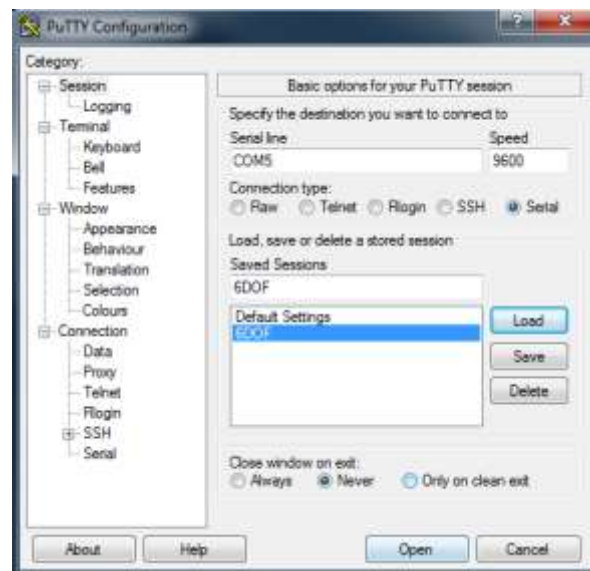 PuTTY Configuration
Category:
Session
Logging
Terminal
Keyboard
Bell
Features
Window
Appearance
Behaviour
Translation
Selection
Colours
Connection
Data
Proxy
Telnet
Rlogin
SSH
Serial
Basic options for your PuTTY session
Specify the destination you want to connect to
Serial line Speed
COM5 9600
Connection type:
Raw Telnet Rlogin SSH Serial
Load, save or delete a stored session
Saved Sessions
6DOF
Default Settings
6DOF
Load
Save
Delete
Close window on exit:
Always Never Only on clean exit
About Help Open Cancel